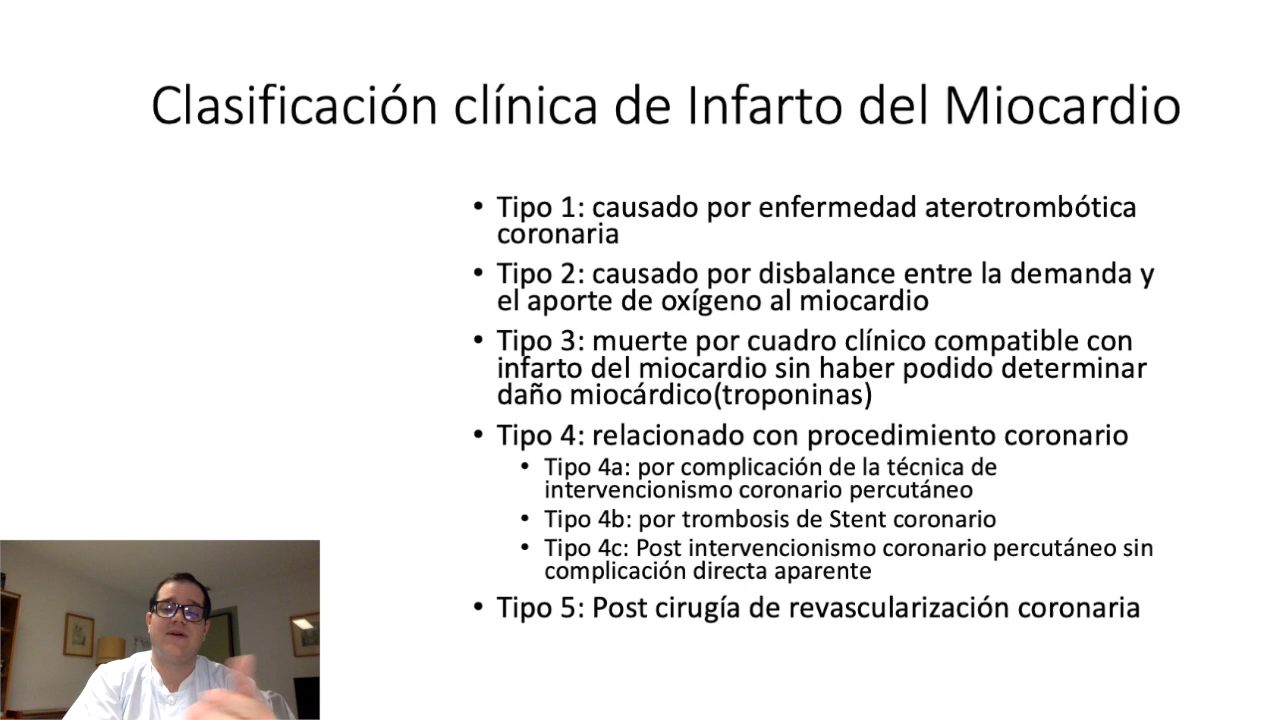 Clasificación clínica de Infarto del Miocardio
• Tipo 1: causado por enfermedad aterotrombótica
coronaria
• Tipo 2: causado por disbalance entre la demanda y
el aporte de oxígeno al miocardio
• Tipo 3: muerte por cuadro clínico compatible con
infarto del miocardio sin haber podido determinar
daño miocárdico(troponinas)
• Tipo 4: relacionado con procedimiento coronario
• Tipo 4a: por complicación de la técnica de
intervencionismo coronario percutáneo
• Tipo 4b: por trombosis de Stent coronario
• Tipo 4c: Post intervencionismo coronario percutáneo sin
complicación directa aparente
• Tipo 5: Post cirugía de revascularización coronaria